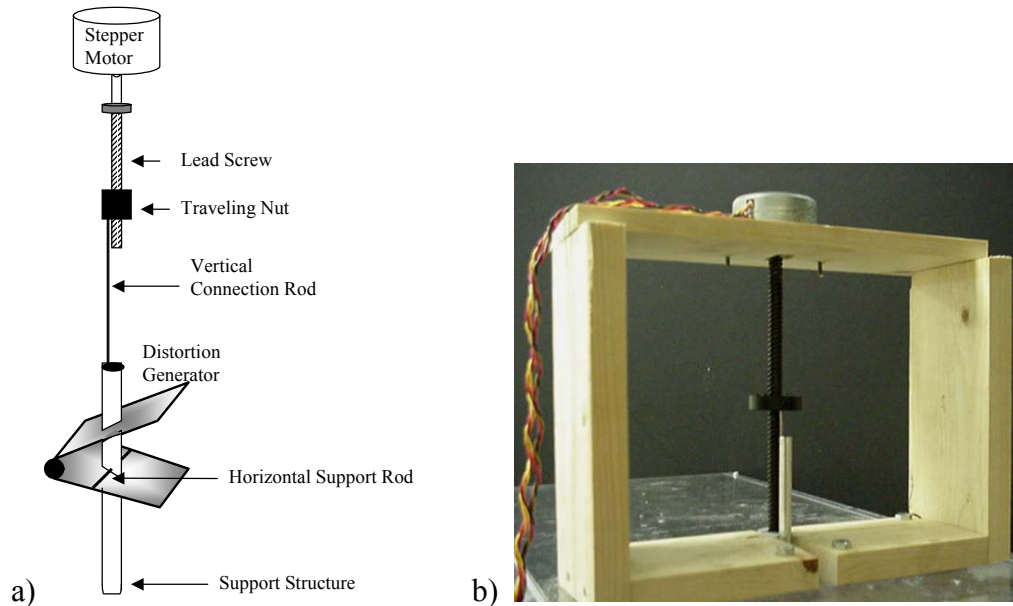 Stepper
Motor
Lead Screw
Traveling Nut
Vertical
Connection Rod
Distortion
Generator
Horizontal Support Rod
Support Structure
a)
b)